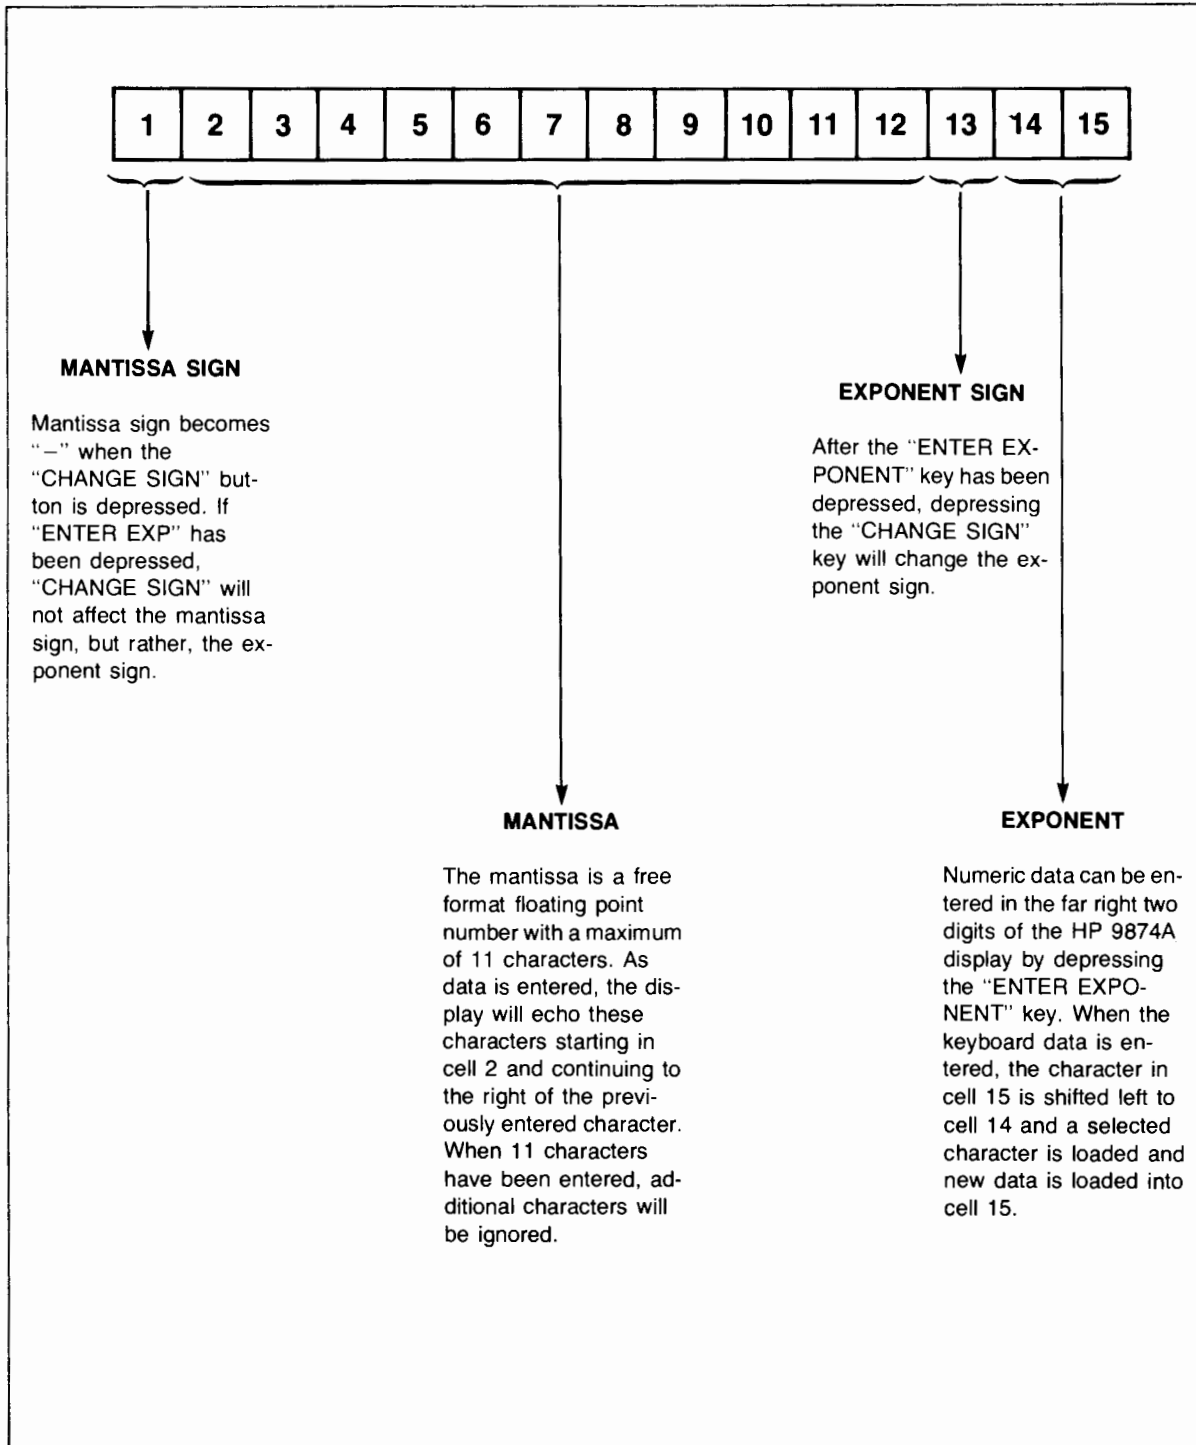 1 2 3 4 5 6 7 8 9 10 11 12 13 14 15
MANTISSA SIGN
Mantissa sign becomes
“–” when the
“CHANGE SIGN” but-
ton is depressed. If
“ENTER EXP” has
been depressed,
“CHANGE SIGN” will
not affect the mantissa
sign, but rather, the ex-
ponent sign.
EXPONENT SIGN
After the “ENTER EX-
PONENT” key has been
depressed, depressing
the “CHANGE SIGN”
key will change the ex-
ponent sign.
MANTISSA
The mantissa is a free
format floating point
number with a maximum
of 11 characters. As
data is entered, the dis-
play will echo these
characters starting in
cell 2 and continuing to
the right of the previ-
ously entered character.
When 11 characters
have been entered, ad-
ditional characters will
be ignored.
EXPONENT
Numeric data can be en-
tered in the far right two
digits of the HP 9874A
display by depressing
the “ENTER EXPO-
NENT” key. When the
keyboard data is en-
tered, the character in
cell 15 is shifted left to
cell 14 and a selected
character is loaded and
new data is loaded into
cell 15.